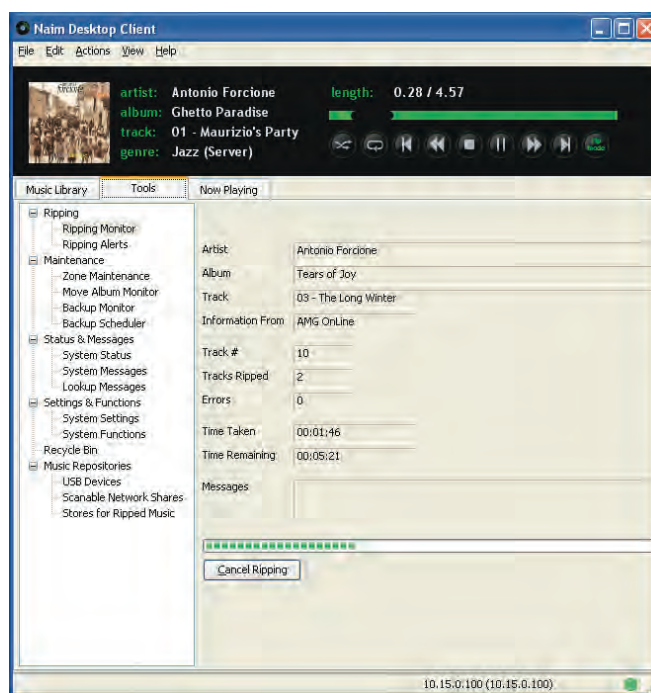 Naim Desktop Client
File Edit Actions View Help
forcione
artist: Antonio Forcione
length: 0.28 / 4.57
album: Ghetto Paradise
track: 01 - Maurizio's Party
genre: Jazz (Server)
Music Library Tools Now Playing
Ripping
Ripping Monitor
Ripping Alerts
Maintenance
Zone Maintenance
Move Album Monitor
Backup Monitor
Backup Scheduler
Status & Messages
System Status
System Messages
Lookup Messages
Settings & Functions
System Settings
System Functions
Recycle Bin
Music Repositories
USB Devices
Scanable Network Shares
Stores for Ripped Music
Artist Antonio Forcione
Album Tears of Joy
Track 03 - The Long Winter
Information From AMG OnLine
Track # 10
Tracks Ripped 2
Errors 0
Time Taken 00:01:46
Time Remaining 00:05:21
Messages
Cancel Ripping
10.15.0.100 (10.15.0.100)